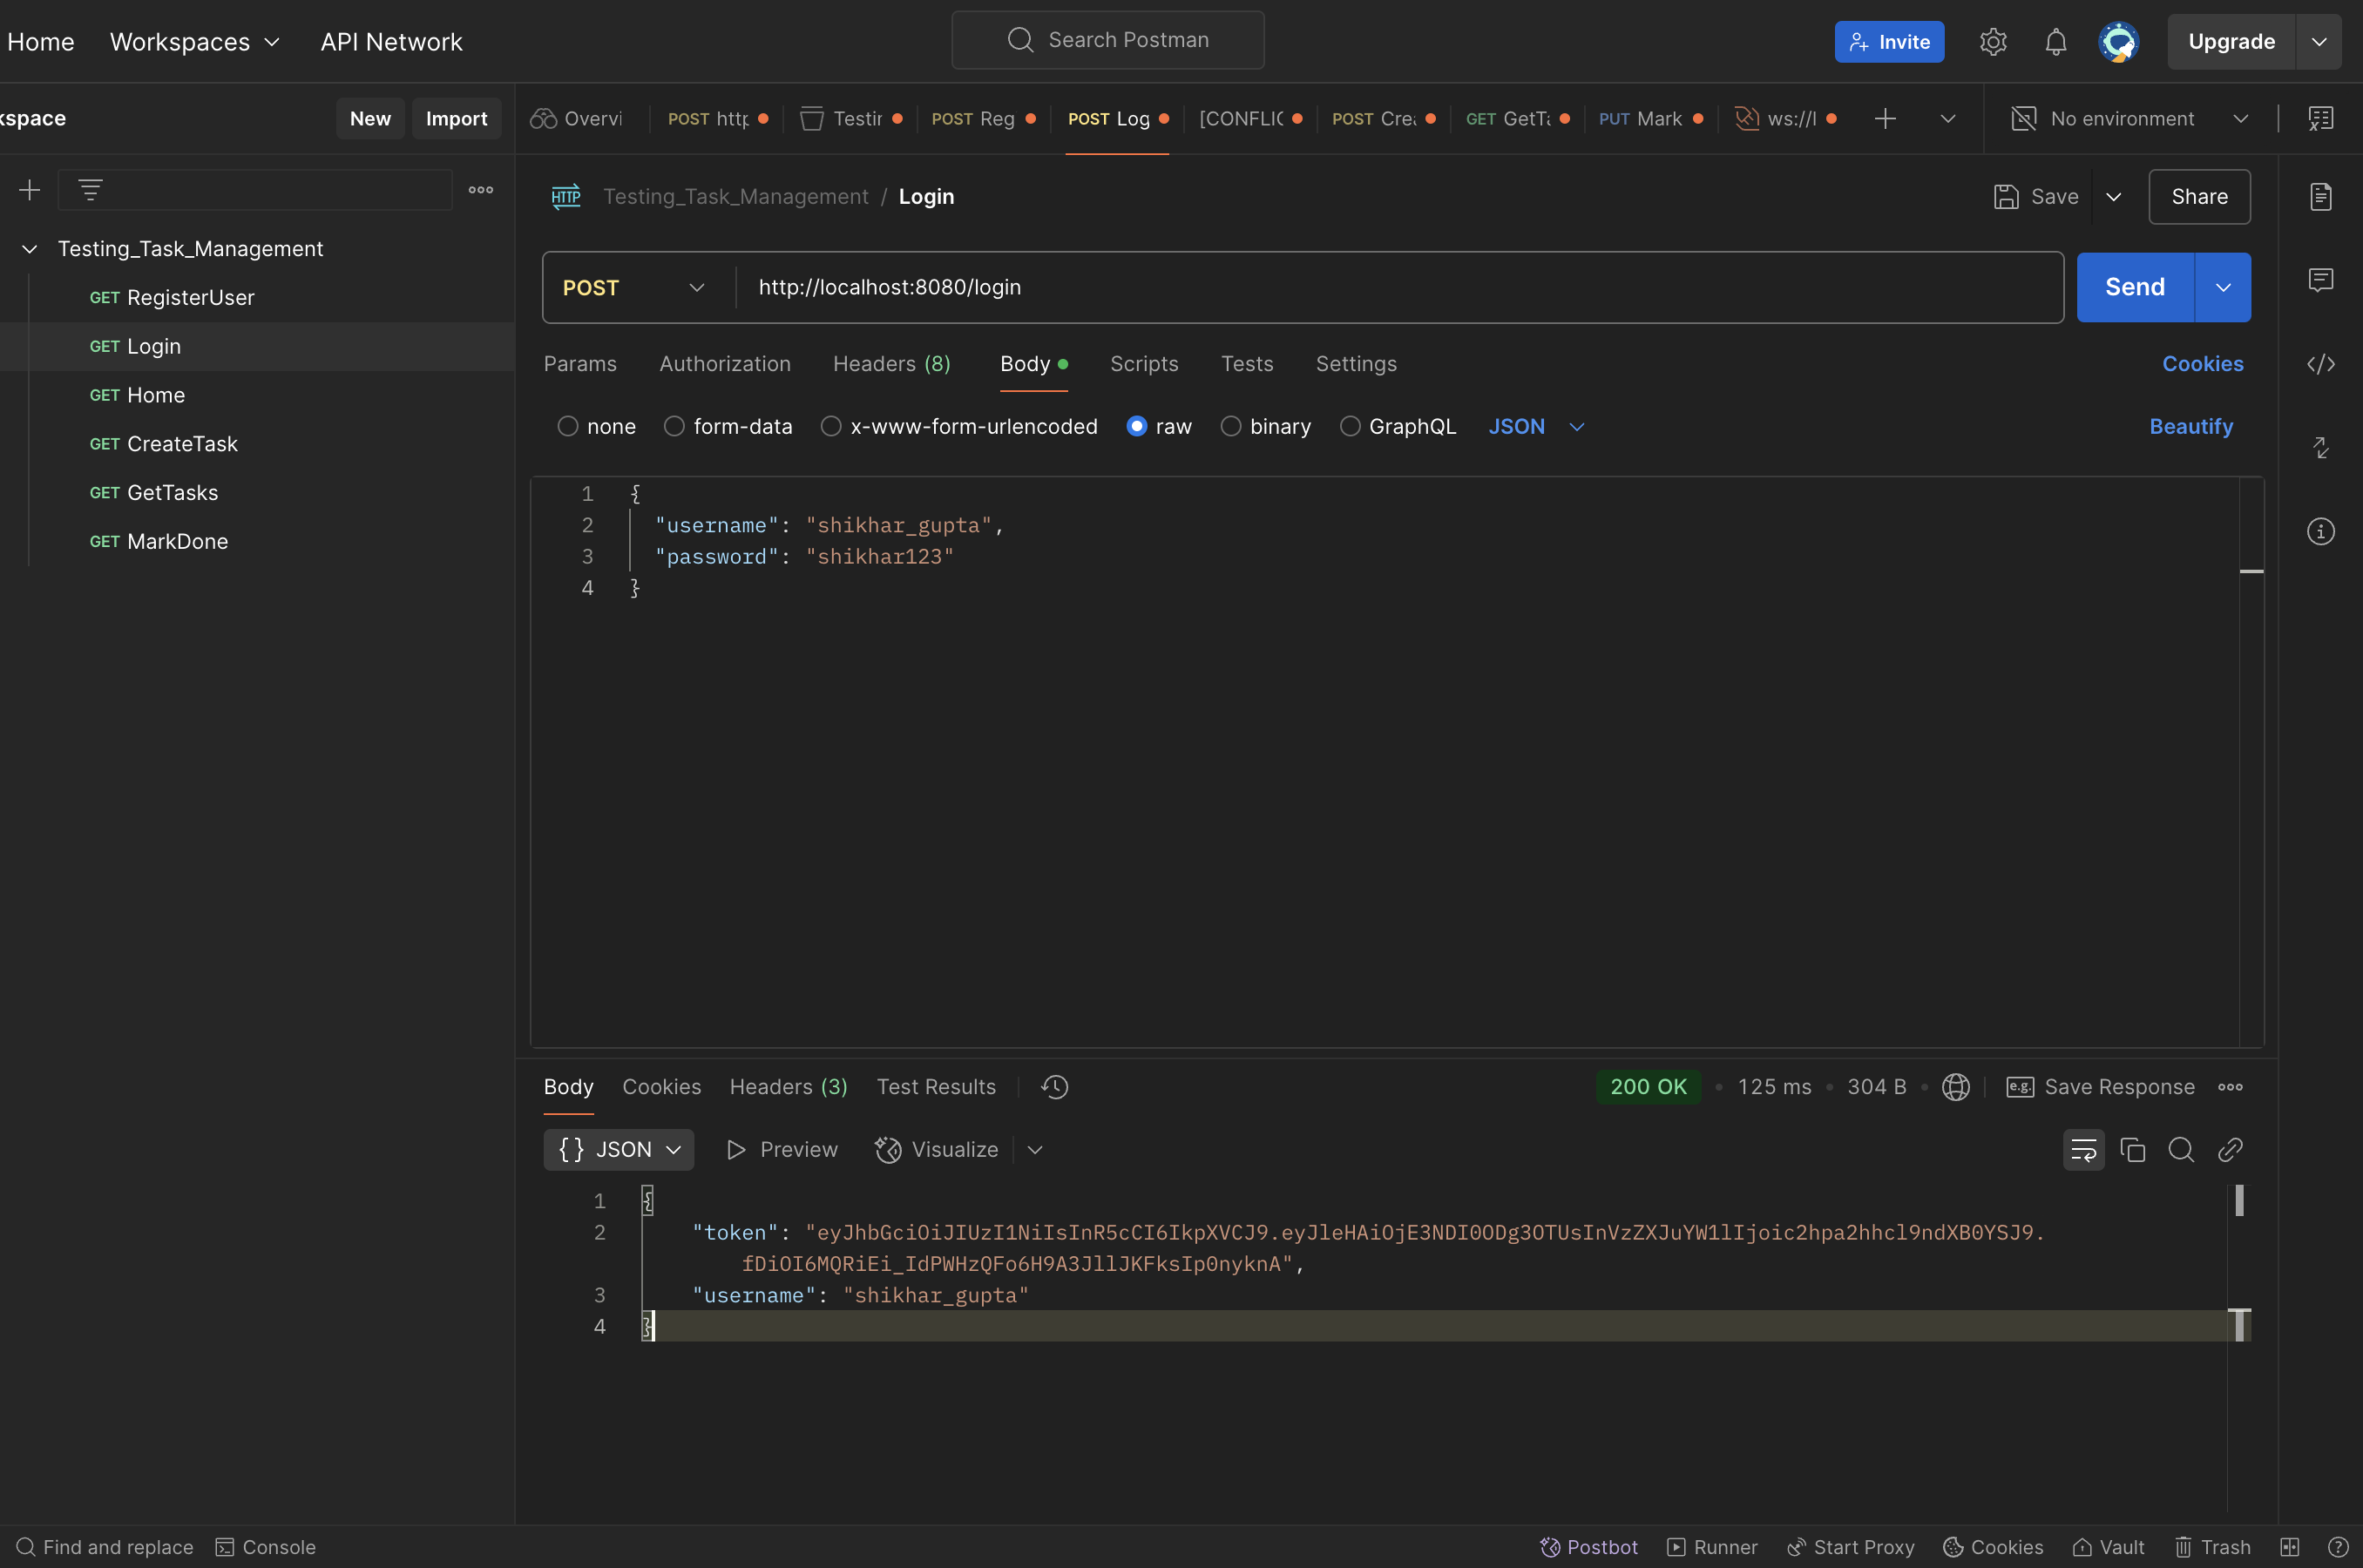 Home Workspaces API Network Search Postman Invite Upgrade
kspace New Import Overvi POST http Testin POST Reg POST Log [CONFLIC POST Crea GET GetTa PUT Mark ws://l No environment
HTTP Testing_Task_Management / Login Save Share
Testing_Task_Management
GET RegisterUser
GET Login
GET Home
GET CreateTask
GET GetTasks
GET MarkDone
POST http://localhost:8080/login Send
Params Authorization Headers (8) Body Scripts Tests Settings Cookies
none form-data x-www-form-urlencoded raw binary GraphQL JSON Beautify
1 {
2 "username": "shikhar_gupta",
3 "password": "shikhar123"
4 }
Body Cookies Headers (3) Test Results 200 OK • 125 ms • 304 B • e.g. Save Response
{} JSON Preview Visualize
1 {
2 "token": "eyJhbGciOiJIUzI1NiIsInR5cCI6IkpXVCJ9.eyJleHAiOjE3NDI0ODg3OTUsInVzZXJuYW1lIjoic2hpa2hhcl9ndXB0YSJ9.
fDiOI6MQRiEi_IdPWHzQFo6H9A3JllJKFksIp0nyknA",
3 "username": "shikhar_gupta"
4 }
Find and replace Console Postbot Runner Start Proxy Cookies Vault Trash